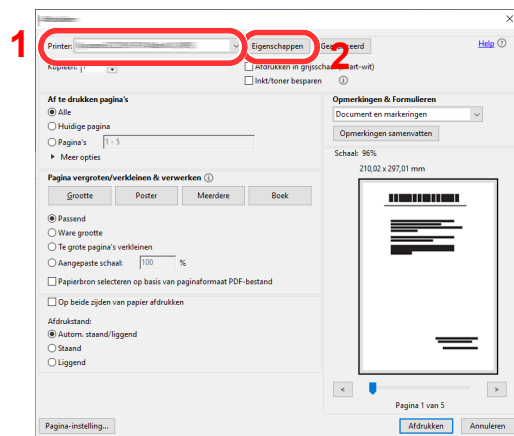 1
Printer:
Eigenschappen
2
Help
Kopieën: 1
Afdrukken in grijsschaal (zwart-wit)
Inkt/toner besparen
Af te drukken pagina's
Alle
Huidige pagina
Pagina's 1 - 5
Meer opties
Opmerkingen & Formulieren
Document en markeringen
Opmerkingen samenvatten
Schaal: 96%
210,02 x 297,01 mm
Pagina vergroten/verkleinen & verwerken
Grootte Poster Meerdere Boek
Passend
Ware grootte
Te grote pagina's verkleinen
Aangepaste schaal: 100 %
Papierbron selecteren op basis van paginaformaat PDF-bestand
Op beide zijden van papier afdrukken
Afdrukstand:
Autom. staand/liggend
Staand
Liggend
< >
Pagina 1 van 5
Pagina-instelling...
Afdrukken Annuleren